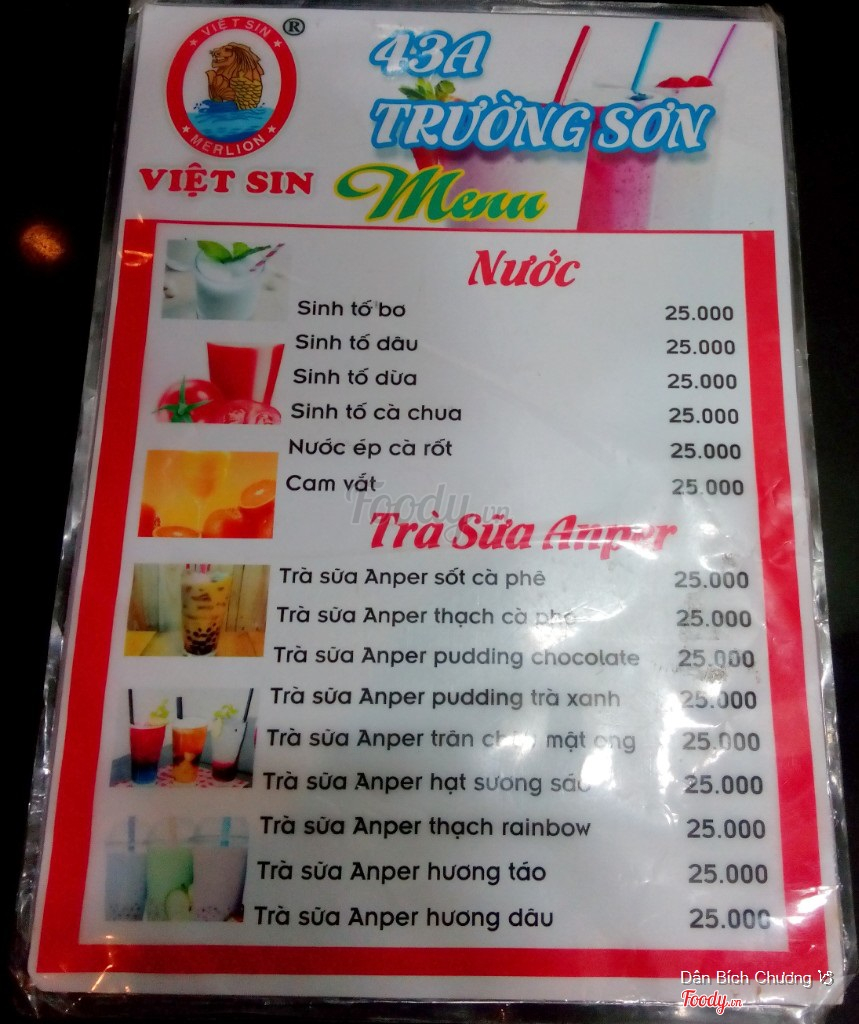 VIỆT SIN
MERLION
®
VIỆT SIN
43A
TRƯỜNG SƠN
Menu
Nước
Sinh tố bơ 25.000
Sinh tố dâu 25.000
Sinh tố dừa 25.000
Sinh tố cà chua 25.000
Nước ép cà rốt 25.000
Cam vắt 25.000
Foody.vn
Trà Sữa Anper
Trà sữa Anper sốt cà phê 25.000
Trà sữa Anper thạch cà phê 25.000
Trà sữa Anper pudding chocolate 25.000
Trà sữa Anper pudding trà xanh 25.000
Trà sữa Anper trân mật ong 25.000
Trà sữa Anper hạt sương sáo 25.000
Trà sữa Anper thạch rainbow 25.000
Trà sữa Anper hương táo 25.000
Trà sữa Anper hương dâu 25.000
Dân Bích Chương
Foody.vn